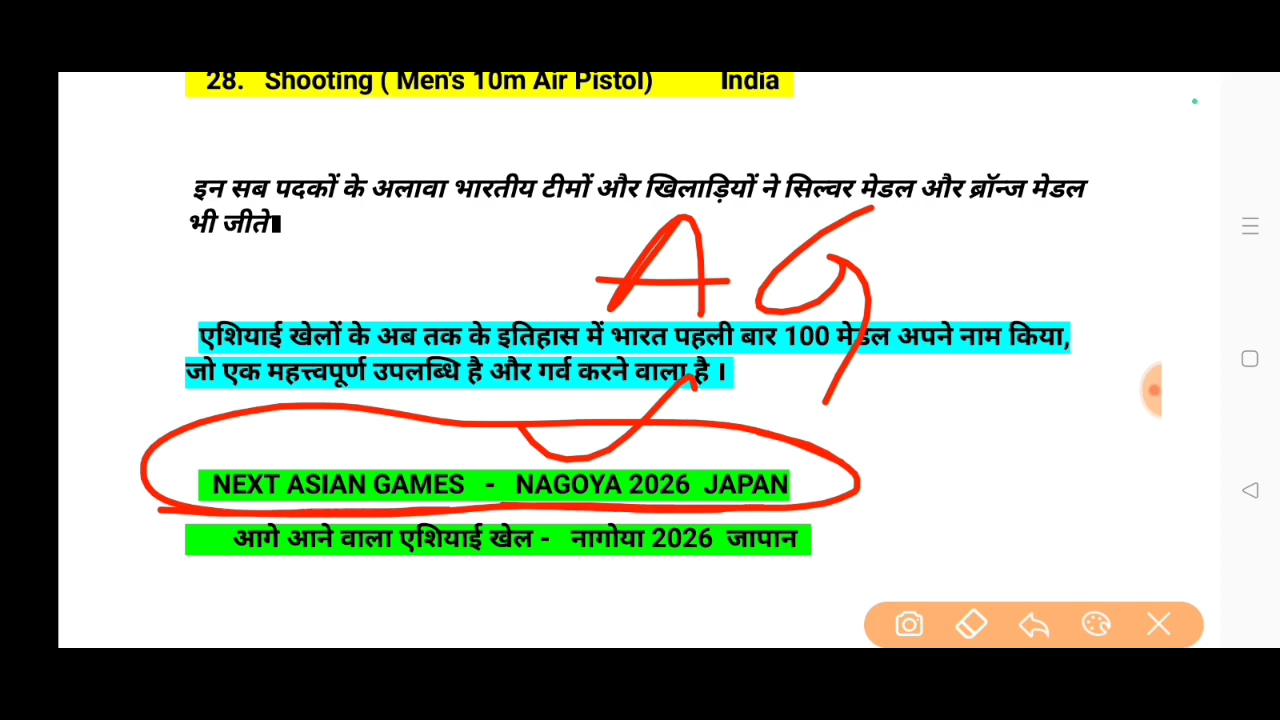 28. Shooting ( Men's 10m Air Pistol) India
इन सब पदकों के अलावा भारतीय टीमों और खिलाड़ियों ने सिल्वर मेडल और ब्रॉन्ज मेडल
भी जीते
A G
एशियाई खेलों के अब तक के इतिहास में भारत पहली बार 100 मेडल अपने नाम किया,
जो एक महत्त्वपूर्ण उपलब्धि है और गर्व करने वाला है ।
NEXT ASIAN GAMES - NAGOYA 2026 JAPAN
आगे आने वाला एशियाई खेल - नागोया 2026 जापान